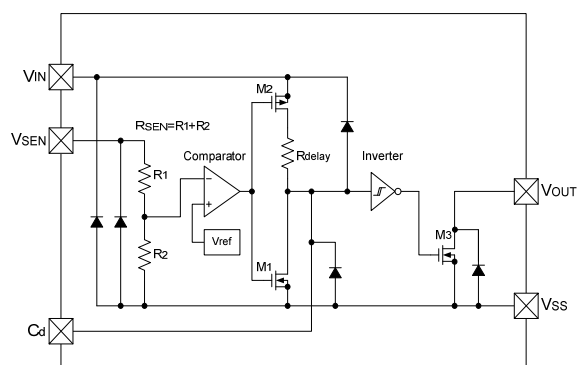 VIN
M2
VSEN
RSEN=R1+R2
Comparator
Rdelay
Inverter
R1
VOUT
Vref
M3
R2
M1
VSS
Cd